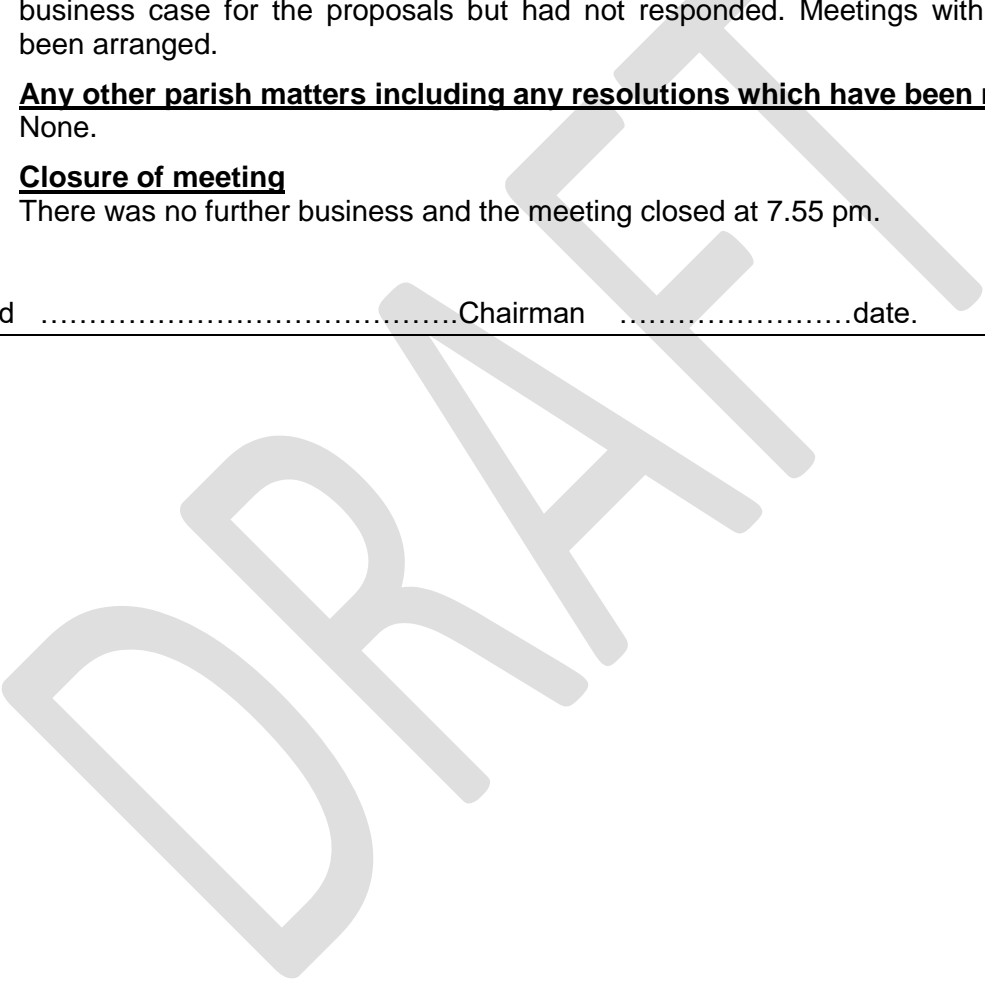 business case for the proposals but had not responded. Meetings with
been arranged.
Any other parish matters including any resolutions which have been
None.
Closure of meeting
There was no further business and the meeting closed at 7.55 pm.
…………………………………….Chairman ……………………date.
DRAFT